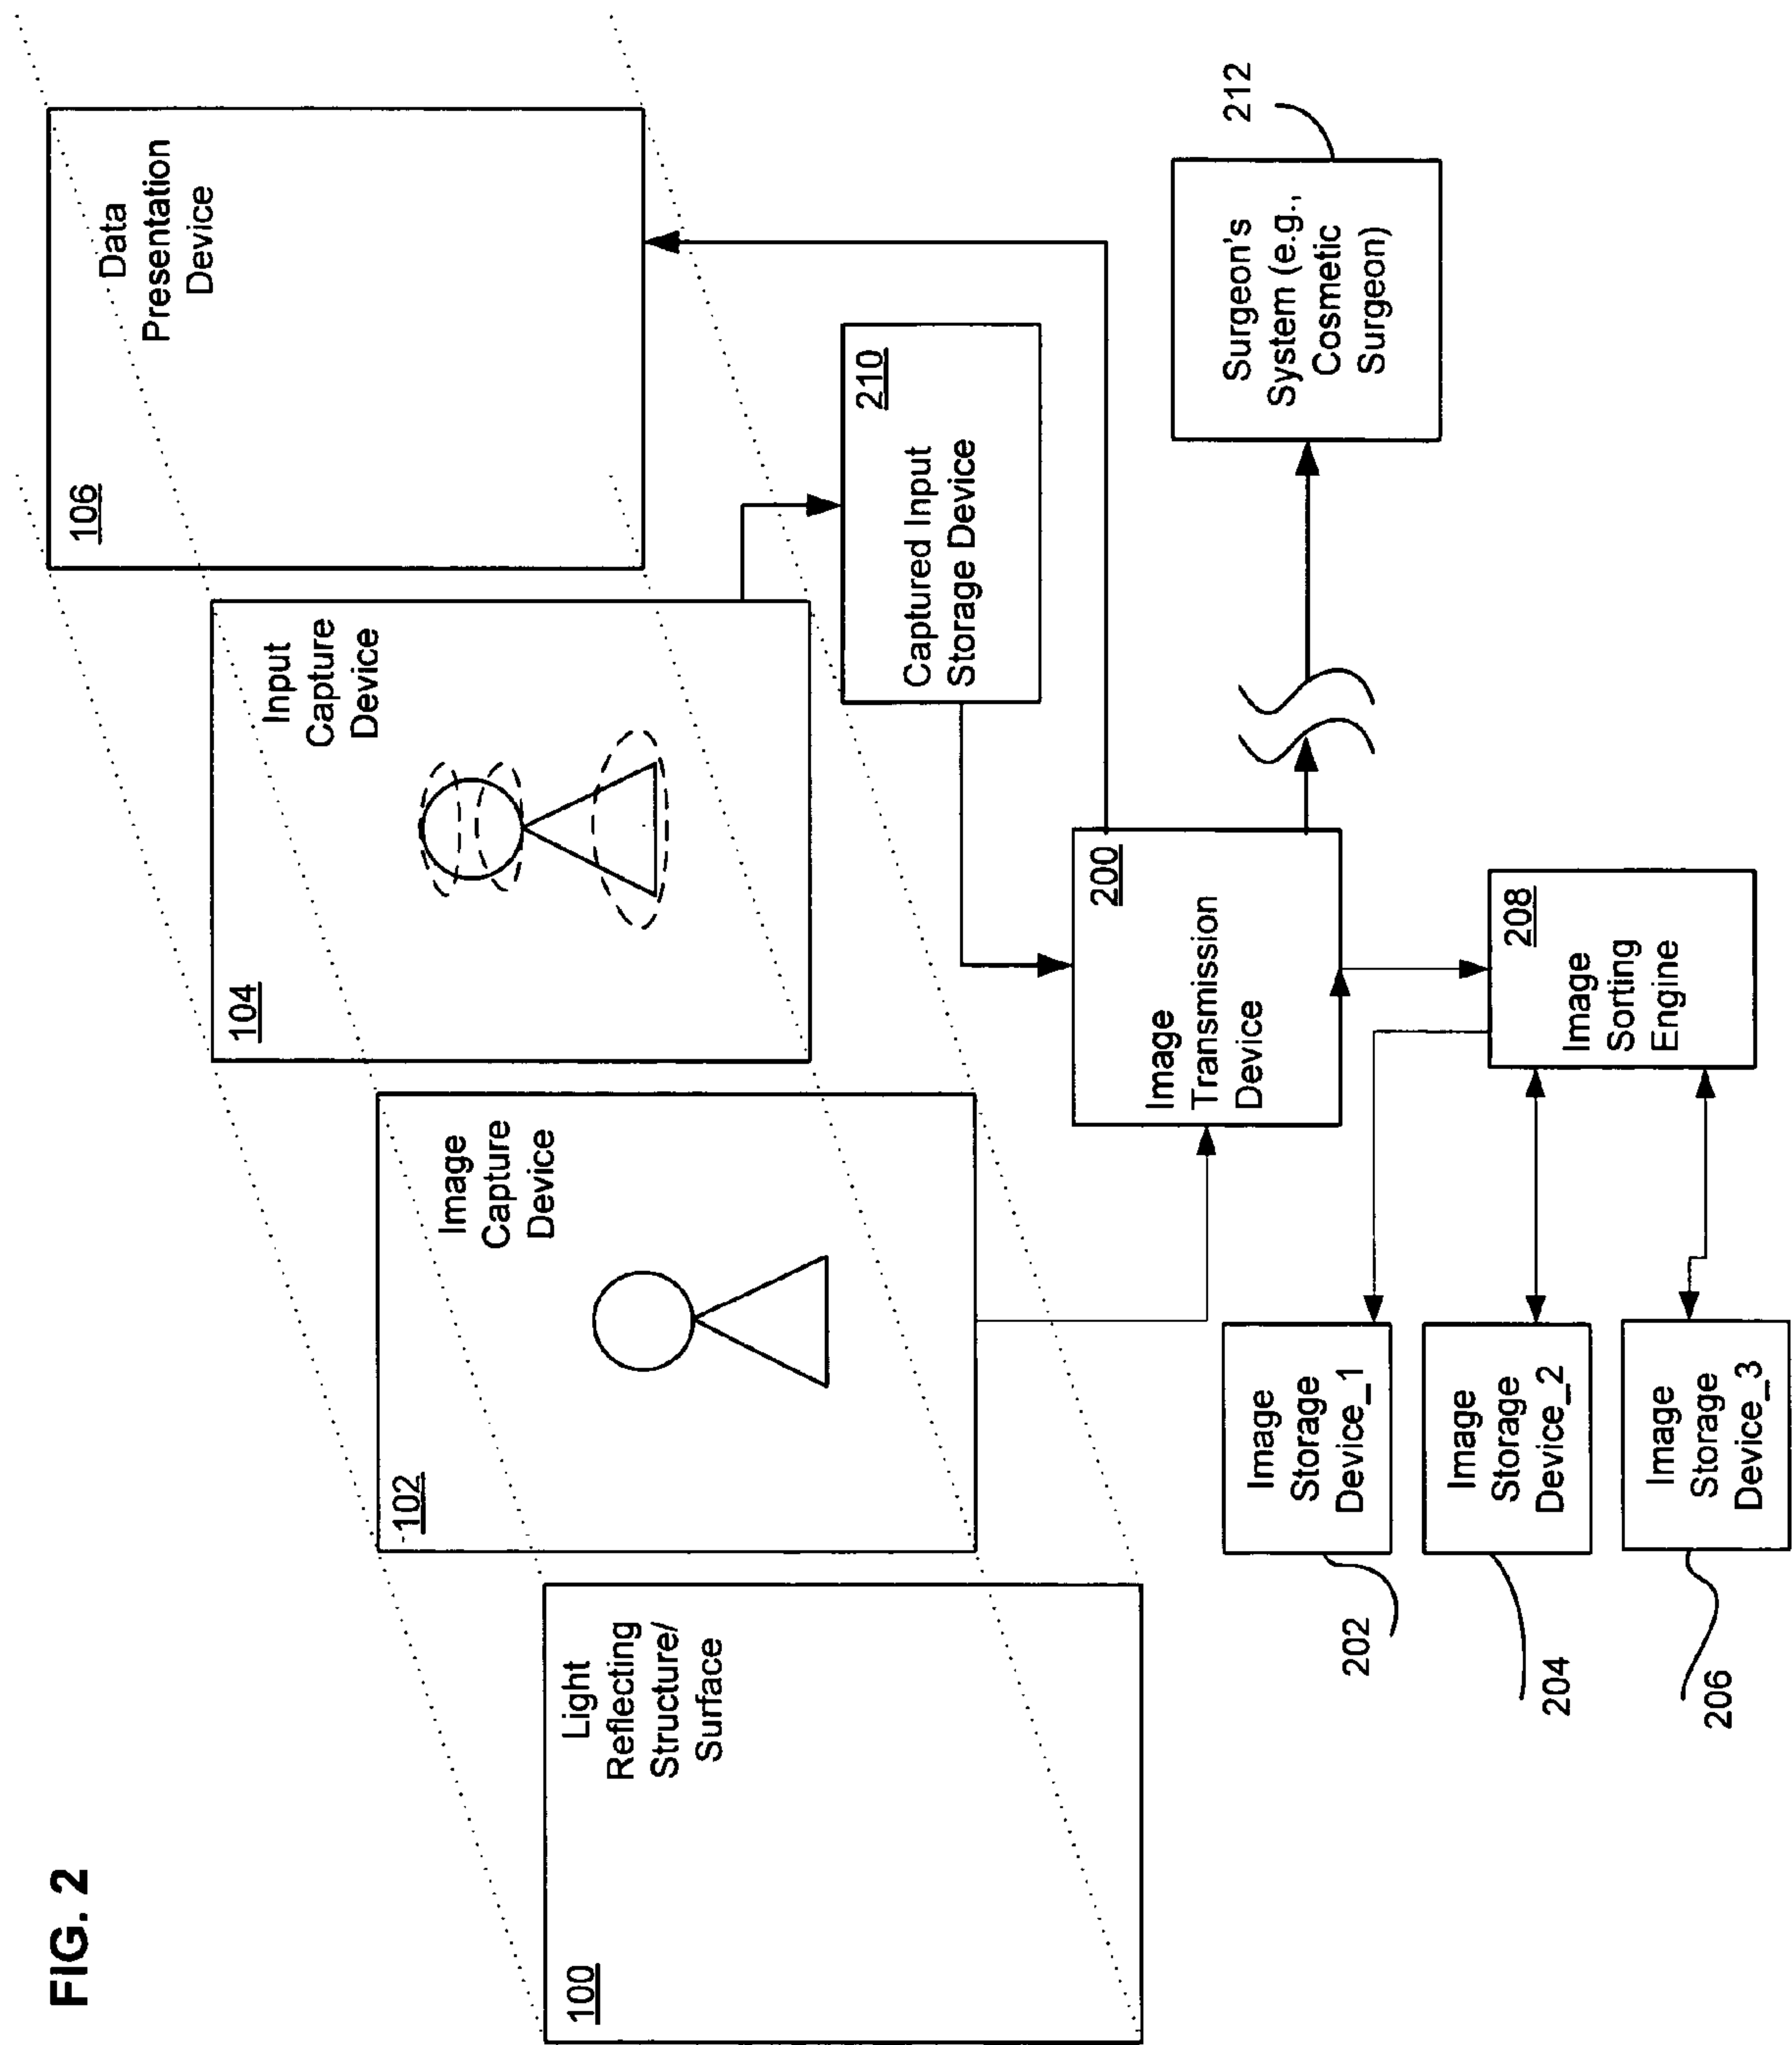 FIG. 2
100
Light
Reflecting
Structure/
Surface
102
Image
Capture
Device
104
Input
Capture
Device
106
Data
Presentation
Device
210
Captured Input
Storage Device
200
Image
Transmission
Device
212
Surgeon's
System (e.g.,
Cosmetic
Surgeon)
208
Image
Sorting
Engine
Image
Storage
Device_1
202
Image
Storage
Device_2
204
Image
Storage
Device_3
206